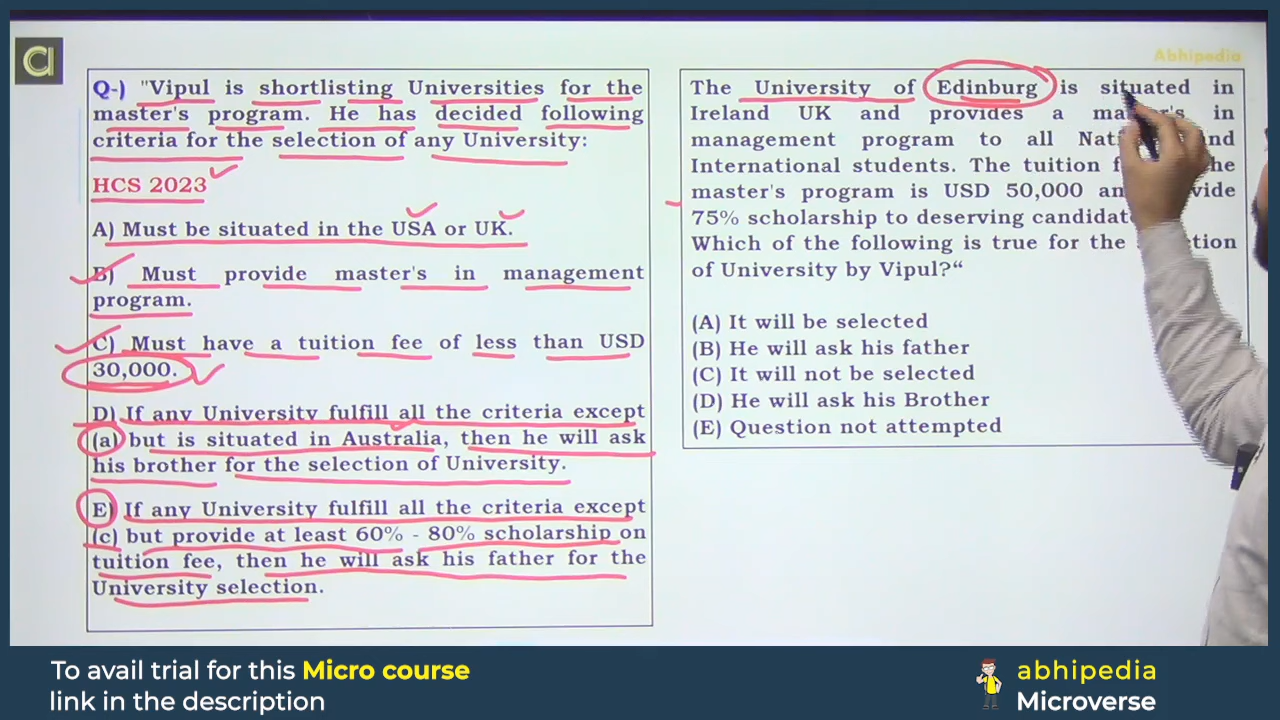 Abhipedia
Q-) "Vipul is shortlisting Universities for the
master's program. He has decided following
criteria for the selection of any University:
HCS 2023
A) Must be situated in the USA or UK.
B) Must provide master's in management
program.
C) Must have a tuition fee of less than USD
30,000.
D) If any University fulfill all the criteria except
(a) but is situated in Australia, then he will ask
his brother for the selection of University.
E) If any University fulfill all the criteria except
(c) but provide at least 60% - 80% scholarship on
tuition fee, then he will ask his father for the
University selection.
The University of Edinburg is situated in
Ireland UK and provides a master's in
management program to all
International students. The tuition
master's program is USD 50,000
75% scholarship to deserving
Which of the following is true for the
of University by Vipul?“
(A) It will be selected
(B) He will ask his father
(C) It will not be selected
(D) He will ask his Brother
(E) Question not attempted
To avail trial for this Micro course
link in the description
abhipedia
Microverse